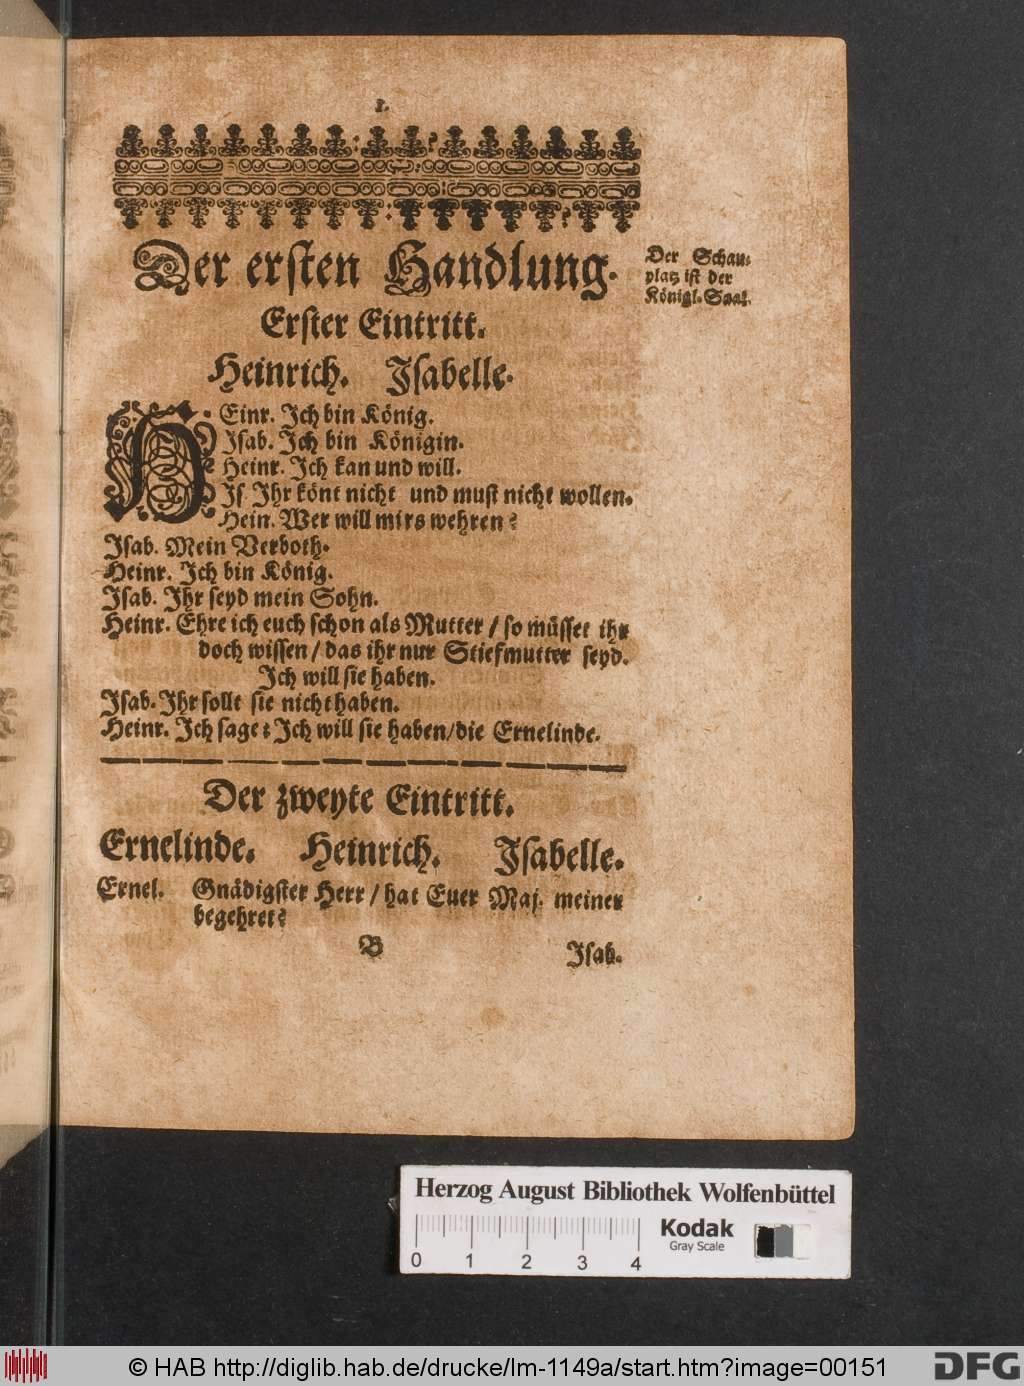 1.
Der ersten Handlung.
Der Schau-
platz ist der
Königl. Saal.
Erster Eintritt.
Heinrich. Isabelle.
HEinr. Ich bin König.
Isab. Ich bin Königin.
Heinr. Ich kan und will.
Is. Ihr könt nicht und must nicht wollen.
Hein. Wer will mirs wehren?
Isab. Mein Verboth.
Heinr. Ich bin König.
Isab. Ihr seyd mein Sohn.
Heinr. Ehre ich euch schon als Mutter / so müsset ihr
doch wissen / das ihr nur Stiefmutter seyd.
Ich will sie haben.
Isab. Ihr sollt sie nicht haben.
Heinr. Ich sage: Ich will sie haben/die Ernelinde.
Der zweyte Eintritt.
Ernelinde. Heinrich. Isabelle.
Ernel. Gnädigster Herr / hat Euer Maj. meiner
begehret?
B Isab.
Herzog August Bibliothek Wolfenbüttel
Kodak
Gray Scale
0 1 2 3 4
© HAB http://diglib.hab.de/drucke/lm-1149a/start.htm?image=00151
DFG